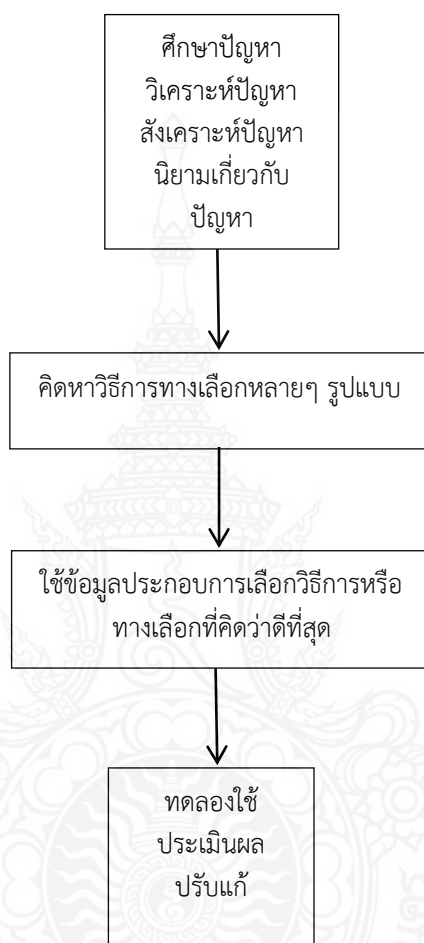 ศึกษาปัญหา
วิเคราะห์ปัญหา
สังเคราะห์ปัญหา
นิยามเกี่ยวกับ
ปัญหา
คิดหาวิธีการทางเลือกหลายๆ รูปแบบ
ใช้ข้อมูลประกอบการเลือกวิธีการหรือ
ทางเลือกที่คิดว่าดีที่สุด
ทดลองใช้
ประเมินผล
ปรับแก้